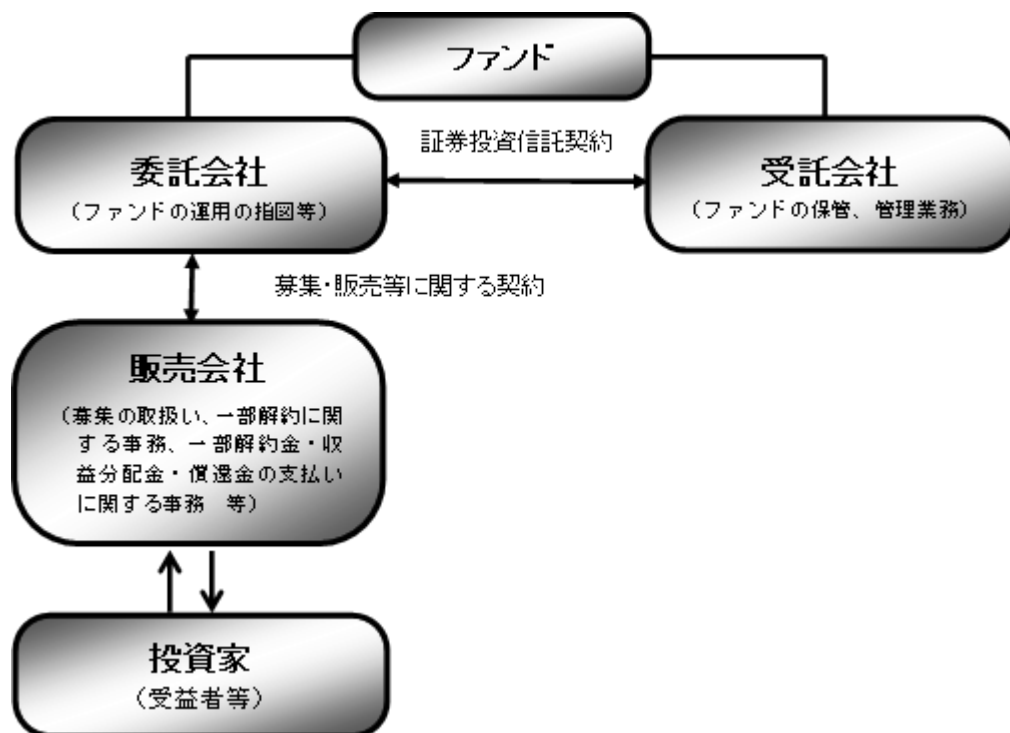 ファンド
証券投資信託契約
委託会社
(ファンドの運用の指図等)
受託会社
(ファンドの保管、管理業務)
募集・販売等に関する契約
販売会社
(募集の取扱い、一部解約に関
する事務、一部解約金・収
益分配金・償還金の支払い
に関する事務　等)
投資家
(受益者等)